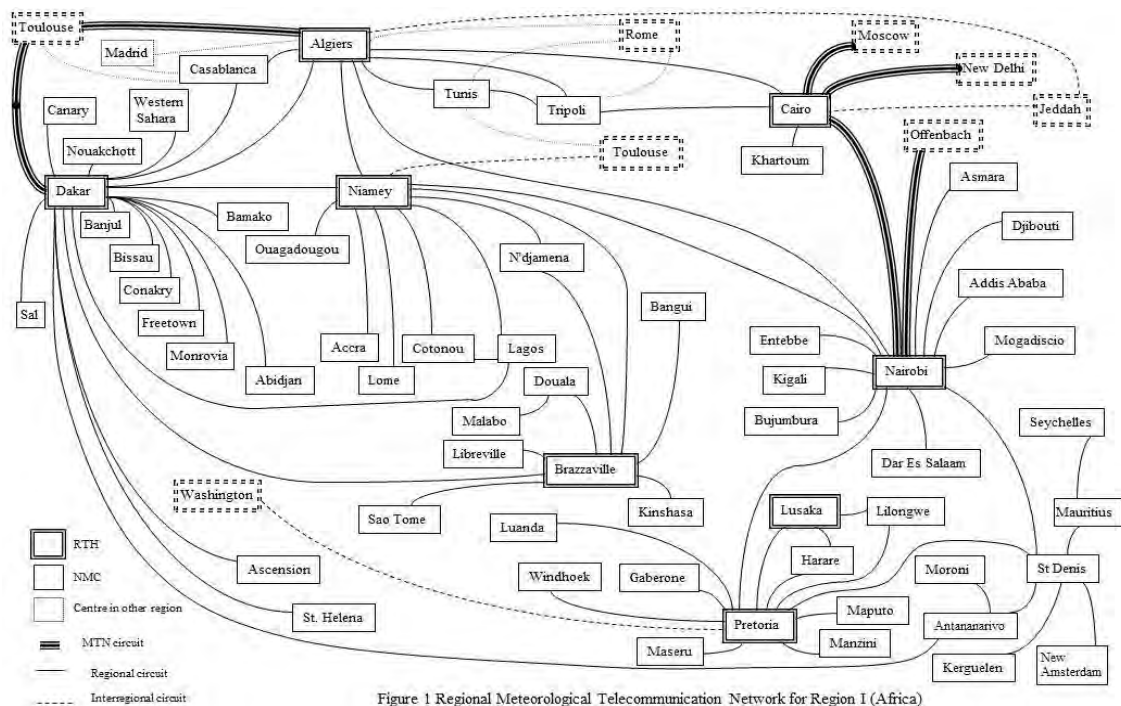 Toulouse
Madrid
Algiers
Rome
Moscow
Casablanca
New Delhi
Canary
Western
Sahara
Tunis
Tripoli
Cairo
Jeddah
Offenbach
Nouakchott
Toulouse
Khartoum
Dakar
Niamey
Asmara
Banjul
Bamako
Ouagadougou
Djibouti
Bissau
N'djamena
Conakry
Addis Ababa
Sal
Freetown
Bangui
Monrovia
Accra
Cotonou
Lagos
Entebbe
Mogadiscio
Abidjan
Lome
Douala
Kigali
Nairobi
Malabo
Bujumbura
Seychelles
Libreville
Brazzaville
Dar Es Salaam
Washington
Sao Tome
Kinshasa
Lusaka
Lilongwe
Mauritius
Luanda
RTH
Harare
Ascension
Windhoek
Gaberone
Moroni
St Denis
NMC
Centre in other region
St. Helena
Pretoria
Maputo
Antananarivo
MTN circuit
Maseru
Manzini
Kerguelen
New
Amsterdam
Regional circuit
Interregional circuit
Figure 1 Regional Meteorological Telecommunication Network for Region I (Africa)